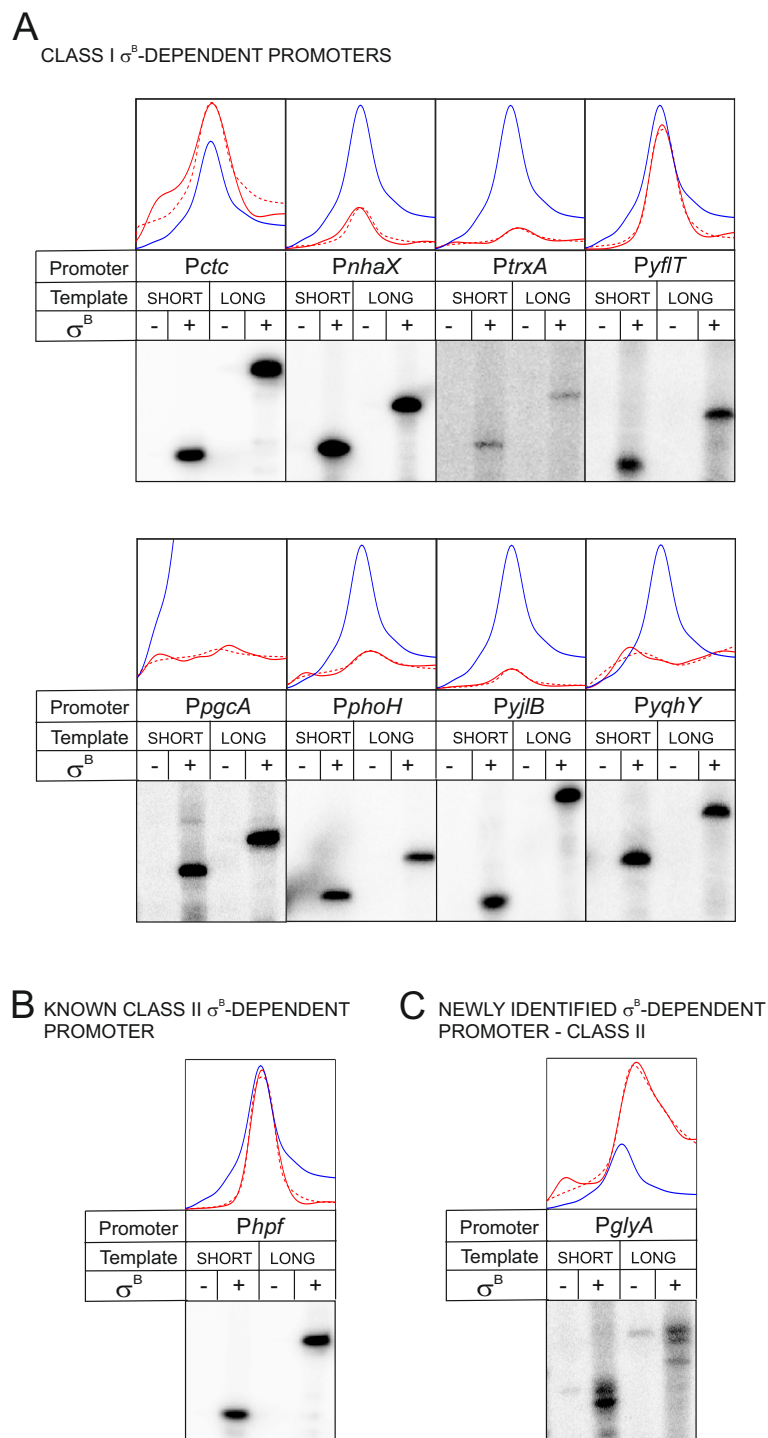 A
CLASS I σᴮ-DEPENDENT PROMOTERS
Promoter Pctc PnhaX PtrxA PyflT
Template SHORT LONG SHORT LONG SHORT LONG SHORT LONG
σᴮ - + - + - + - + - + - + - + - +
Promoter PpgcA PphoH PyjlB PyqhY
Template SHORT LONG SHORT LONG SHORT LONG SHORT LONG
σᴮ - + - + - + - + - + - + - + - +
B KNOWN CLASS II σᴮ-DEPENDENT
PROMOTER
Promoter Phpf
Template SHORT LONG
σᴮ - + - +
C NEWLY IDENTIFIED σᴮ-DEPENDENT
PROMOTER - CLASS II
Promoter PglyA
Template SHORT LONG
σᴮ - + - +